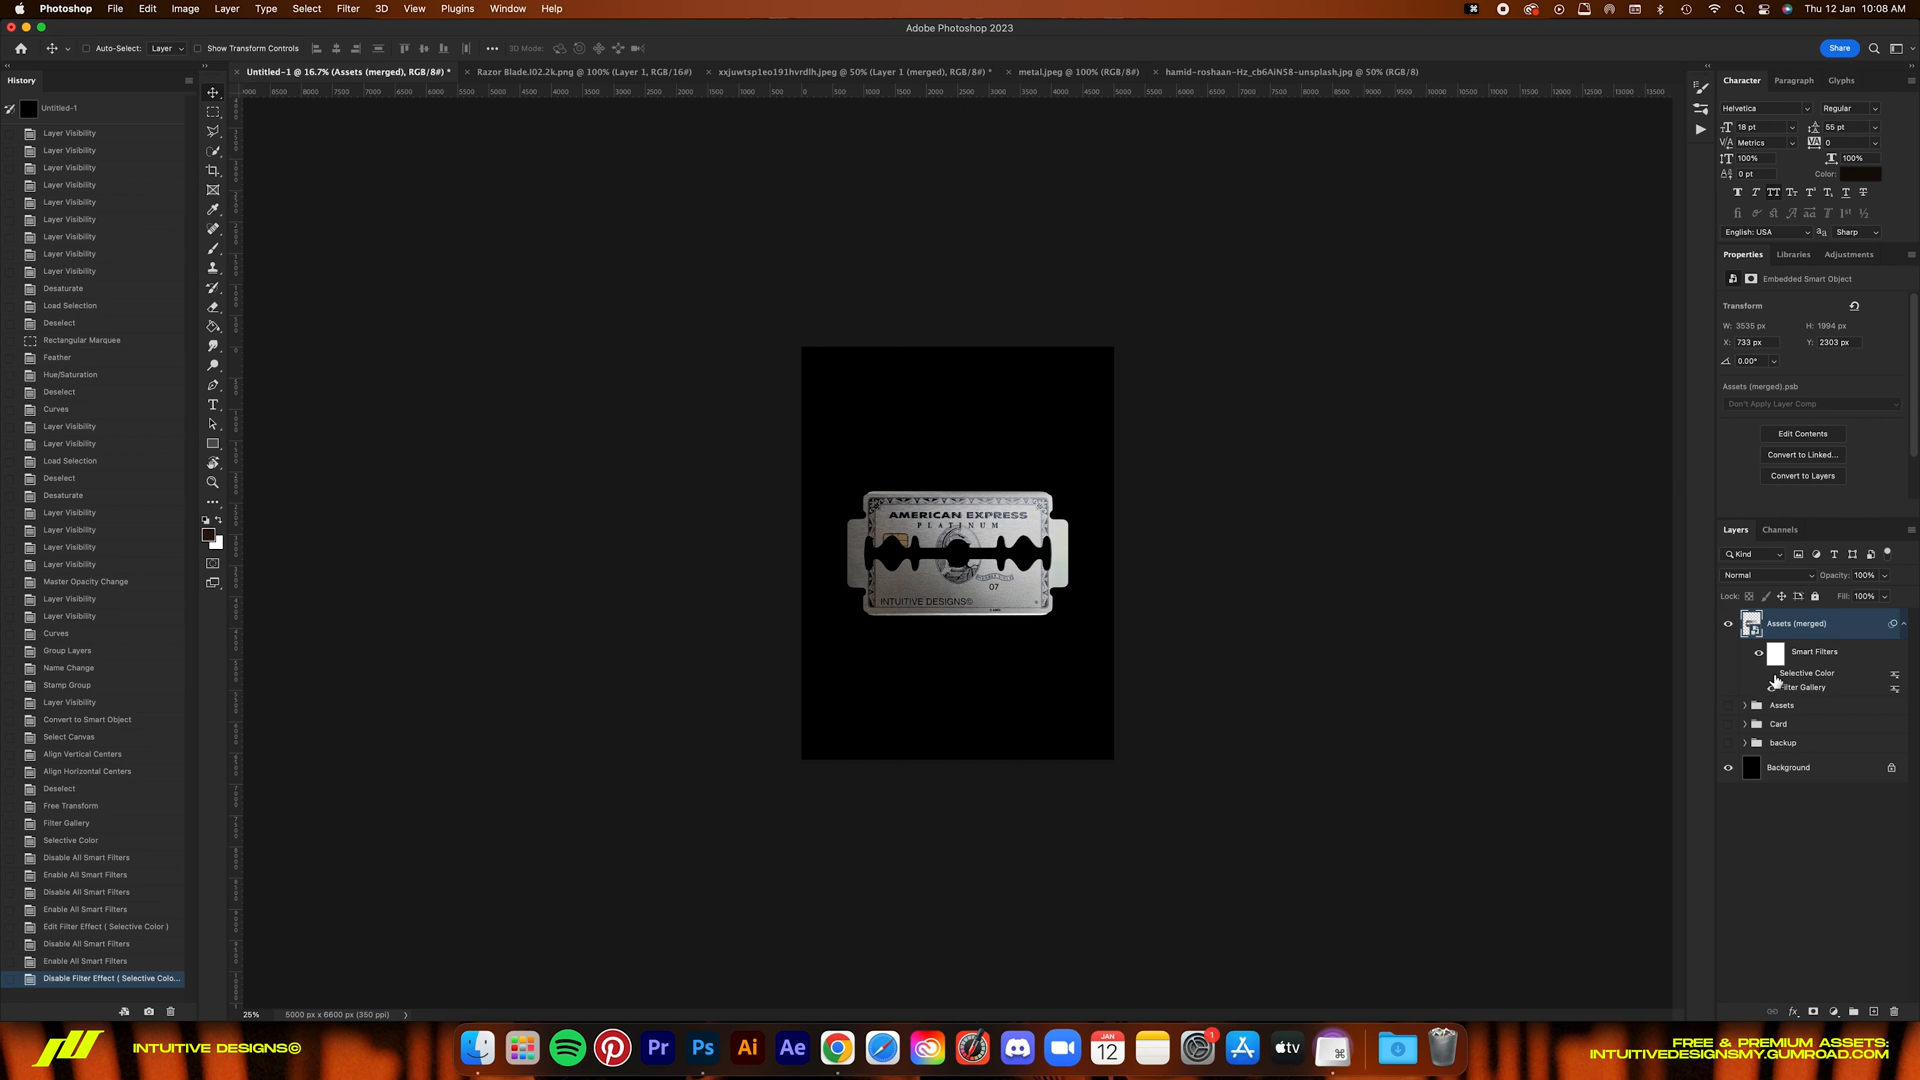 Photoshop File Edit Image Layer Type Select Filter 3D View Plugins Window Help
Thu 12 Jan 10:08 AM
Adobe Photoshop 2023
Auto-Select: Layer Show Transform Controls 3D Mode: Share
Untitled-1 @ 16.7% (Assets (merged), RGB/8#) *
Razor Blade.I02.2k.png @ 100% (Layer 1, RGB/16#)
xxjuwtsp1eo191hvrdlh.jpeg @ 50% (Layer 1 (merged), RGB/8#) *
metal.jpeg @ 100% (RGB/8#)
hamid-roshaan-Hz_cb6AiN58-unsplash.jpg @ 50% (RGB/8)
History
Untitled-1
Layer Visibility
Layer Visibility
Layer Visibility
Layer Visibility
Layer Visibility
Layer Visibility
Layer Visibility
Layer Visibility
Layer Visibility
Desaturate
Load Selection
Deselect
Rectangular Marquee
Feather
Hue/Saturation
Deselect
Curves
Layer Visibility
Layer Visibility
Load Selection
Deselect
Desaturate
Layer Visibility
Layer Visibility
Layer Visibility
Layer Visibility
Master Opacity Change
Layer Visibility
Layer Visibility
Curves
Group Layers
Name Change
Stamp Group
Layer Visibility
Convert to Smart Object
Select Canvas
Align Vertical Centers
Align Horizontal Centers
Deselect
Free Transform
Filter Gallery
Selective Color
Disable All Smart Filters
Enable All Smart Filters
Disable All Smart Filters
Enable All Smart Filters
Edit Filter Effect ( Selective Color )
Disable All Smart Filters
Enable All Smart Filters
Disable Filter Effect ( Selective Colo...
AMERICAN EXPRESS
PLATINUM
07
INTUITIVE DESIGNS©
25% 5000 px x 6600 px (350 ppi)
Character Paragraph Glyphs
Helvetica Regular
18 pt 55 pt
Metrics 0
100% 100%
0 pt Color:
English: USA Sharp
Properties Libraries Adjustments
Embedded Smart Object
Transform
W: 3535 px H: 1994 px
X: 733 px Y: 2303 px
0.00°
Assets (merged).psb
Don't Apply Layer Comp
Edit Contents
Convert to Linked...
Convert to Layers
Layers Channels
Kind
Normal Opacity: 100%
Lock: Fill: 100%
Assets (merged)
Smart Filters
Selective Color
Filter Gallery
Assets
Card
backup
Background
INTUITIVE DESIGNS©
Pr Ps Ai Ae
JAN
12
1
tv
FREE & PREMIUM ASSETS:
INTUITIVEDESIGNSMY.GUMROAD.COM